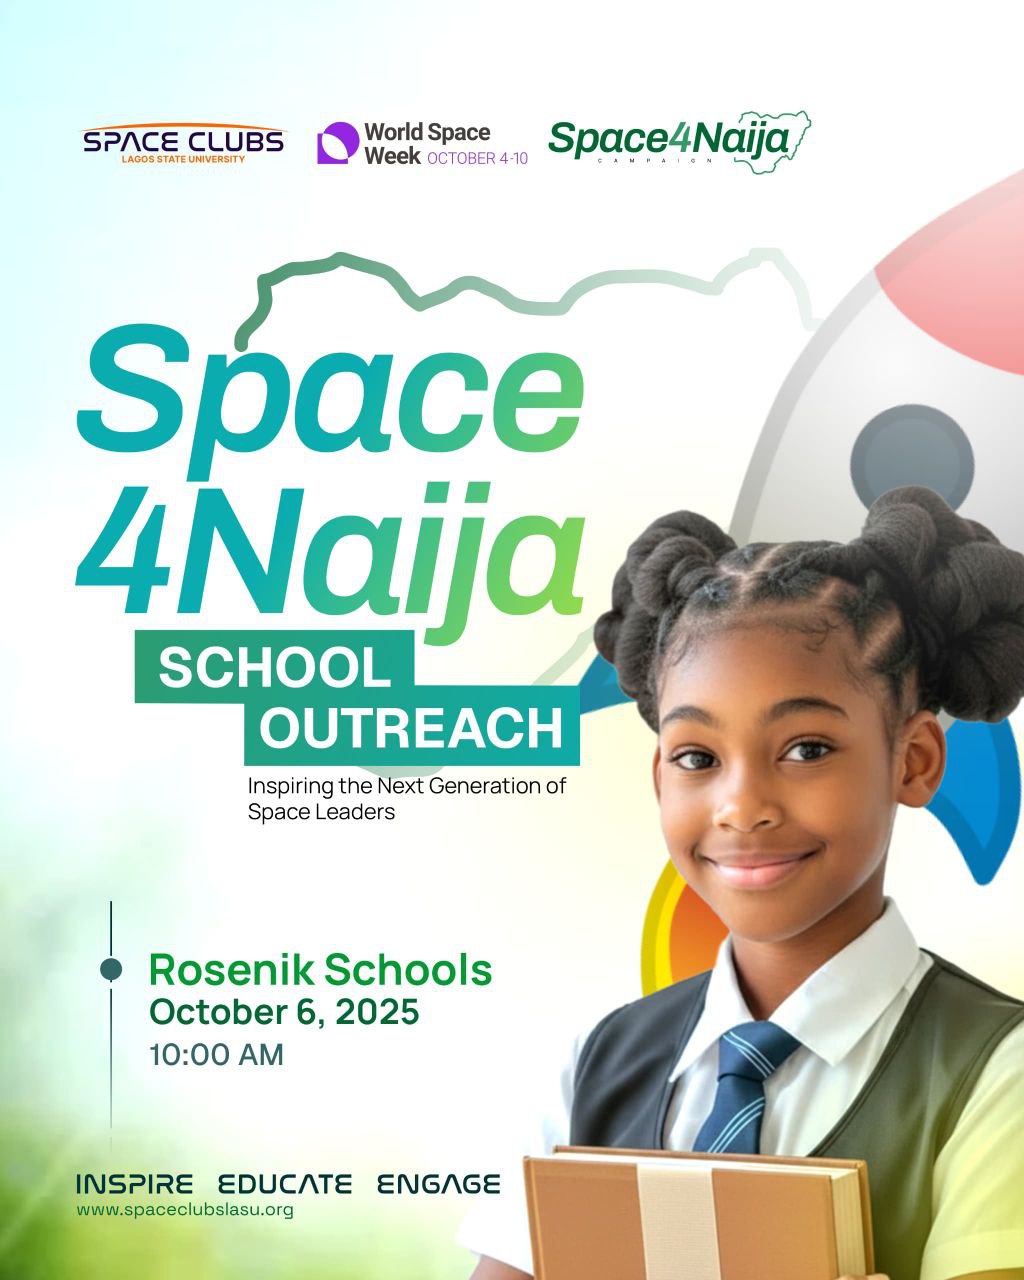 SPACE CLUBS
LAGOS STATE UNIVERSITY
World Space
Week OCTOBER 4-10
Space4Naija
CAMPAIGN
Space
4Naija
SCHOOL
OUTREACH
Inspiring the Next Generation of
Space Leaders
Rosenik Schools
October 6, 2025
10:00 AM
INSPIRE EDUCATE ENGAGE
www.spaceclubslasu.org